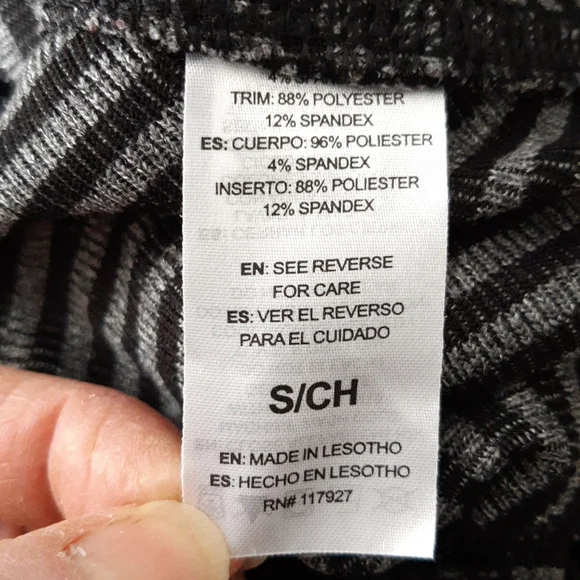 TRIM: 88% POLYESTER
12% SPANDEX
ES: CUERPO: 96% POLIESTER
4% SPANDEX
INSERTO: 88% POLIESTER
12% SPANDEX
EN: SEE REVERSE
FOR CARE
ES: VER EL REVERSO
PARA EL CUIDADO
S/CH
EN: MADE IN LESOTHO
ES: HECHO EN LESOTHO
RN# 117927